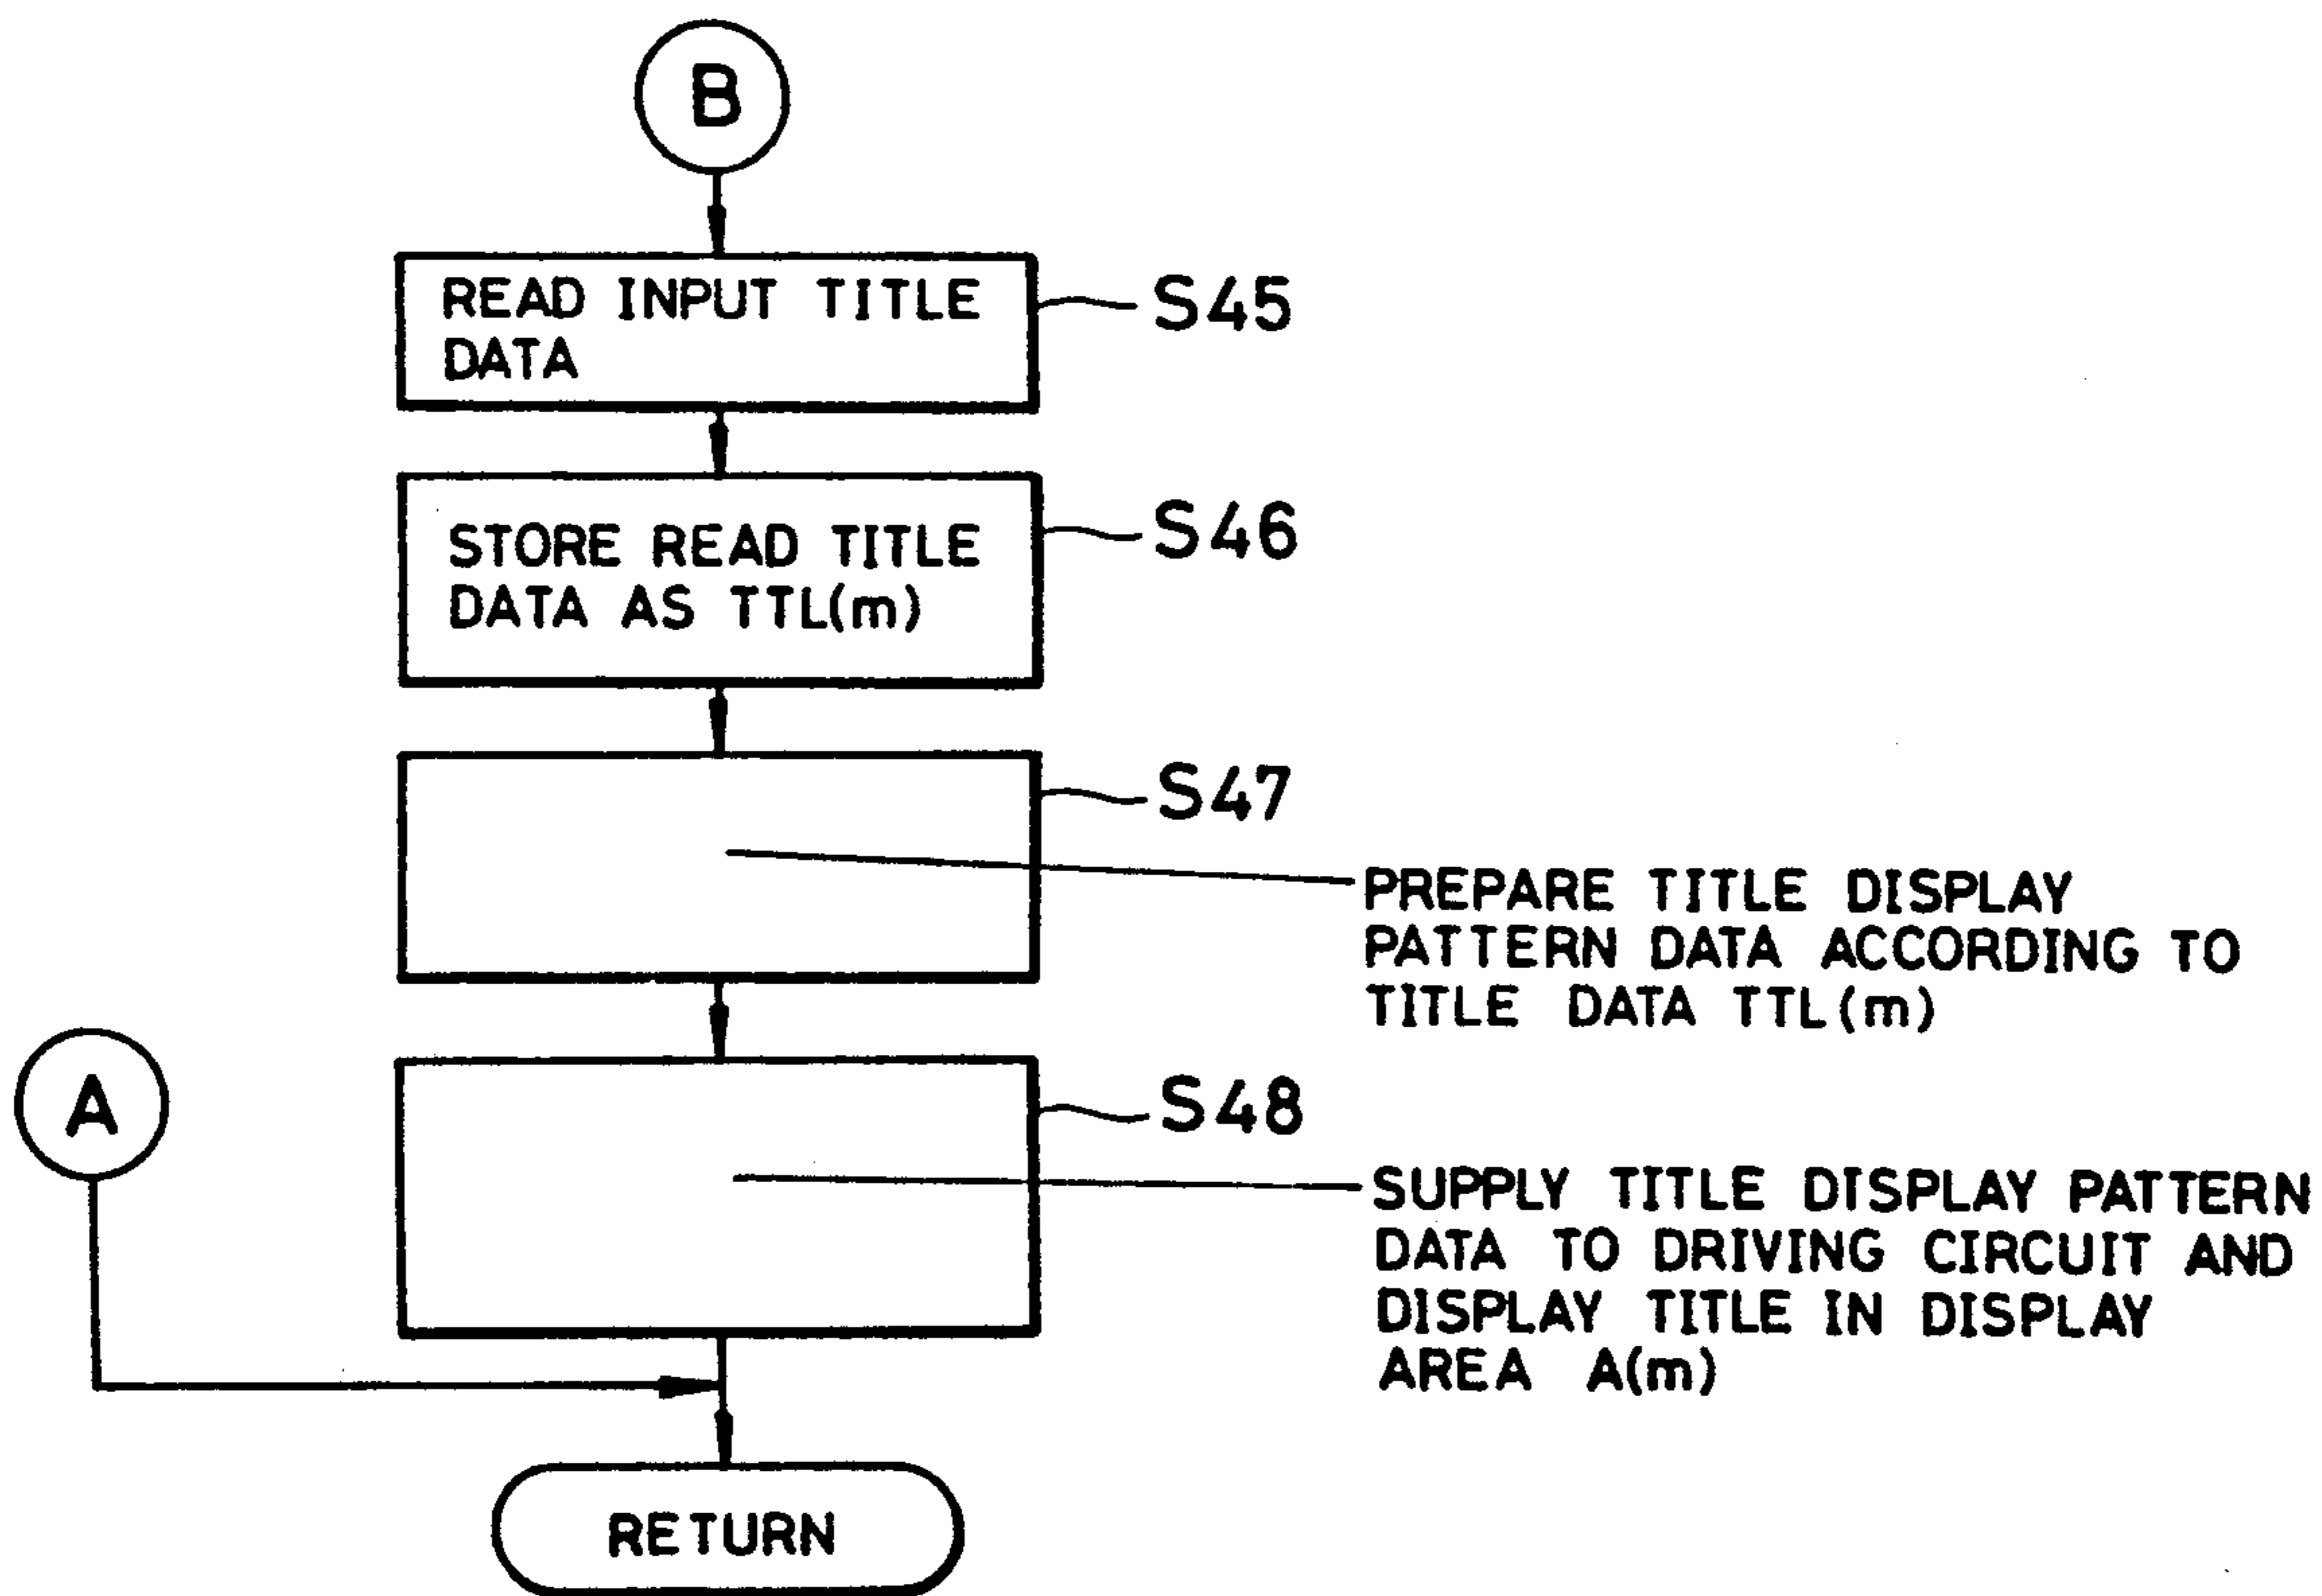 B
READ INPUT TITLE
DATA
S45
STORE READ TITLE
DATA AS TTL(m)
S46
S47
PREPARE TITLE DISPLAY
PATTERN DATA ACCORDING TO
TITLE DATA TTL(m)
A
S48
SUPPLY TITLE DISPLAY PATTERN
DATA TO DRIVING CIRCUIT AND
DISPLAY TITLE IN DISPLAY
AREA A(m)
RETURN